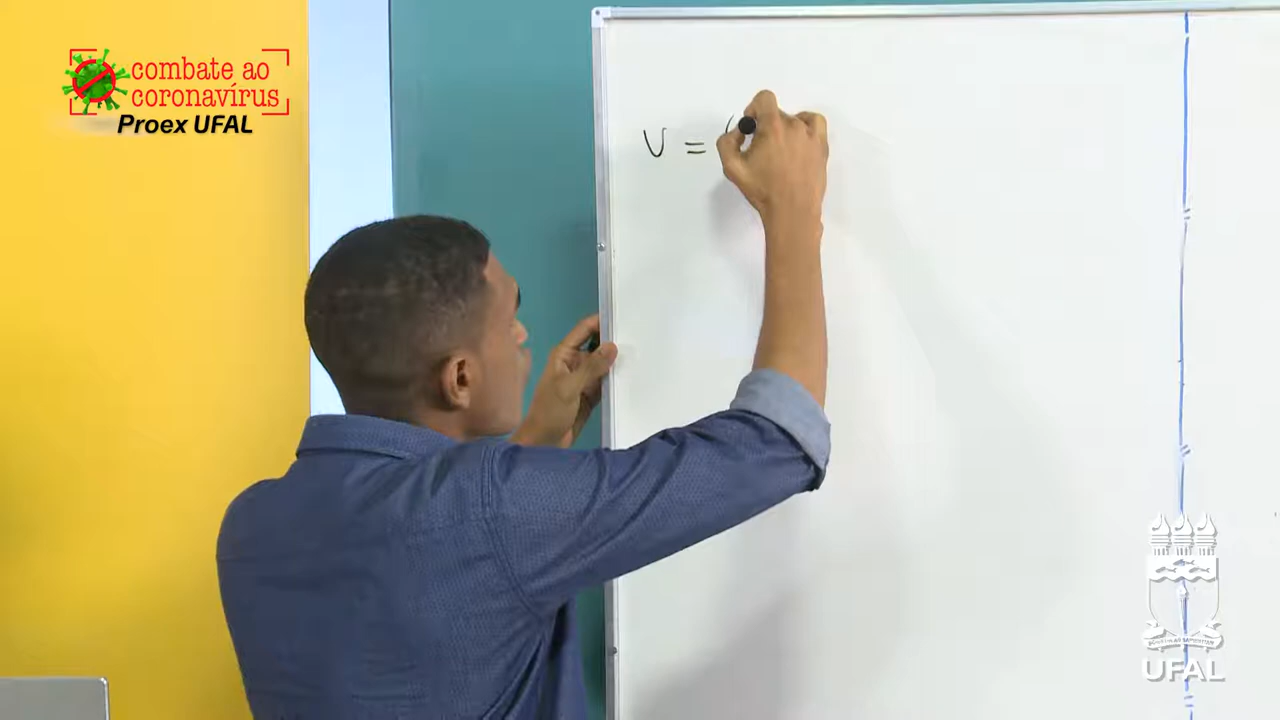 combate ao
coronavírus
Proex UFAL
V =
UFAL